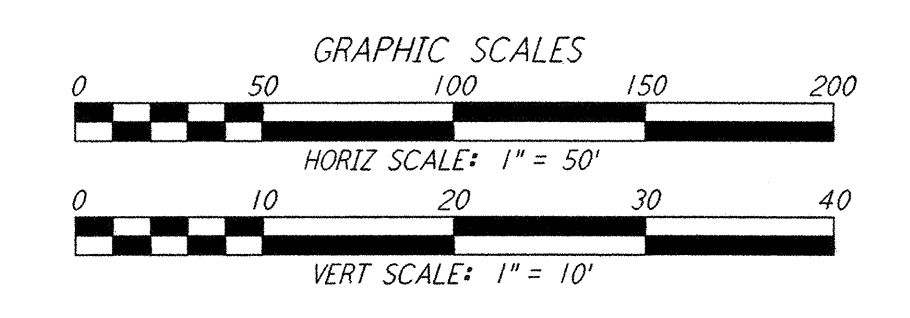 GRAPHIC SCALES
0 50 100 150 200
HORIZ SCALE: 1" = 50'
0 10 20 30 40
VERT SCALE: 1" = 10'